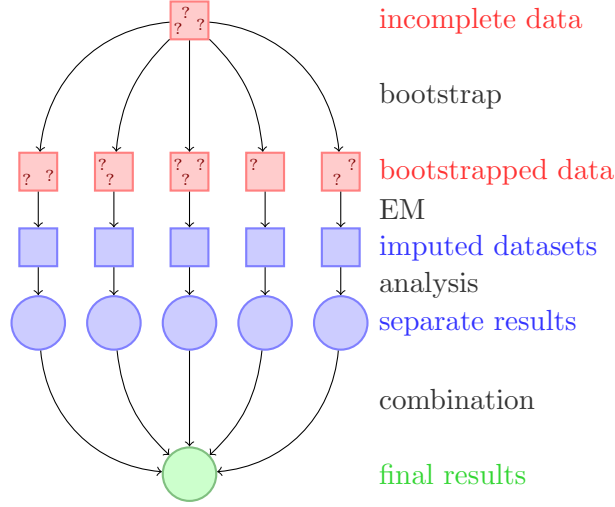 ? ? ?
incomplete data
bootstrap
? ? ? ? ? ? ? ? ? ? ?
bootstrapped data
EM
imputed datasets
analysis
separate results
combination
final results